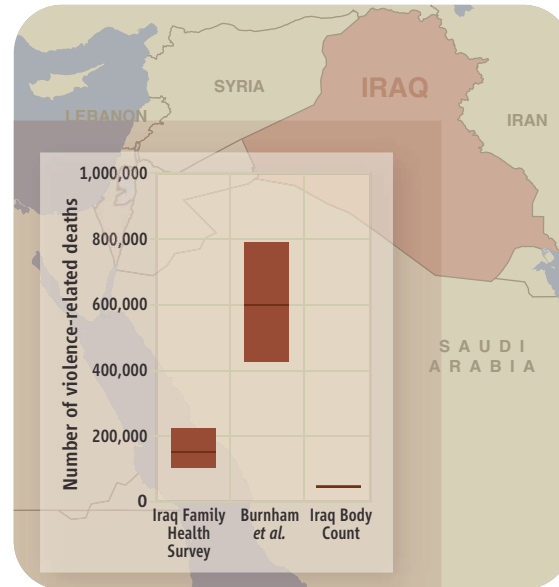 SYRIA
IRAQ
LEBANON
IRAN
SAUDI
ARABIA
Number of violence-related deaths
1,000,000
800,000
600,000
400,000
200,000
0
Iraq Family
Health
Survey
Burnham
et al.
Iraq Body
Count